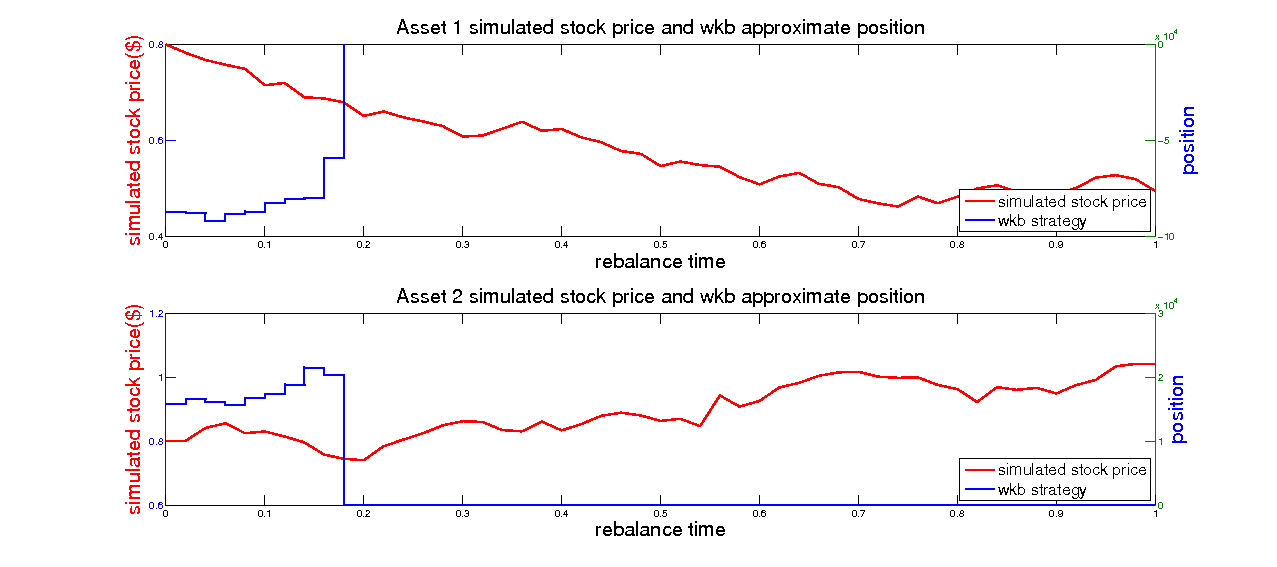 Asset 1 simulated stock price and wkb approximate position
x 10^4
simulated stock price($)
0.8
0.6
0.4
0
−5
−10
position
simulated stock price
wkb strategy
0 0.1 0.2 0.3 0.4 0.5 0.6 0.7 0.8 0.9 1
rebalance time
Asset 2 simulated stock price and wkb approximate position
x 10^4
simulated stock price($)
1.2
1
0.8
0.6
3
2
1
0
position
simulated stock price
wkb strategy
0 0.1 0.2 0.3 0.4 0.5 0.6 0.7 0.8 0.9 1
rebalance time